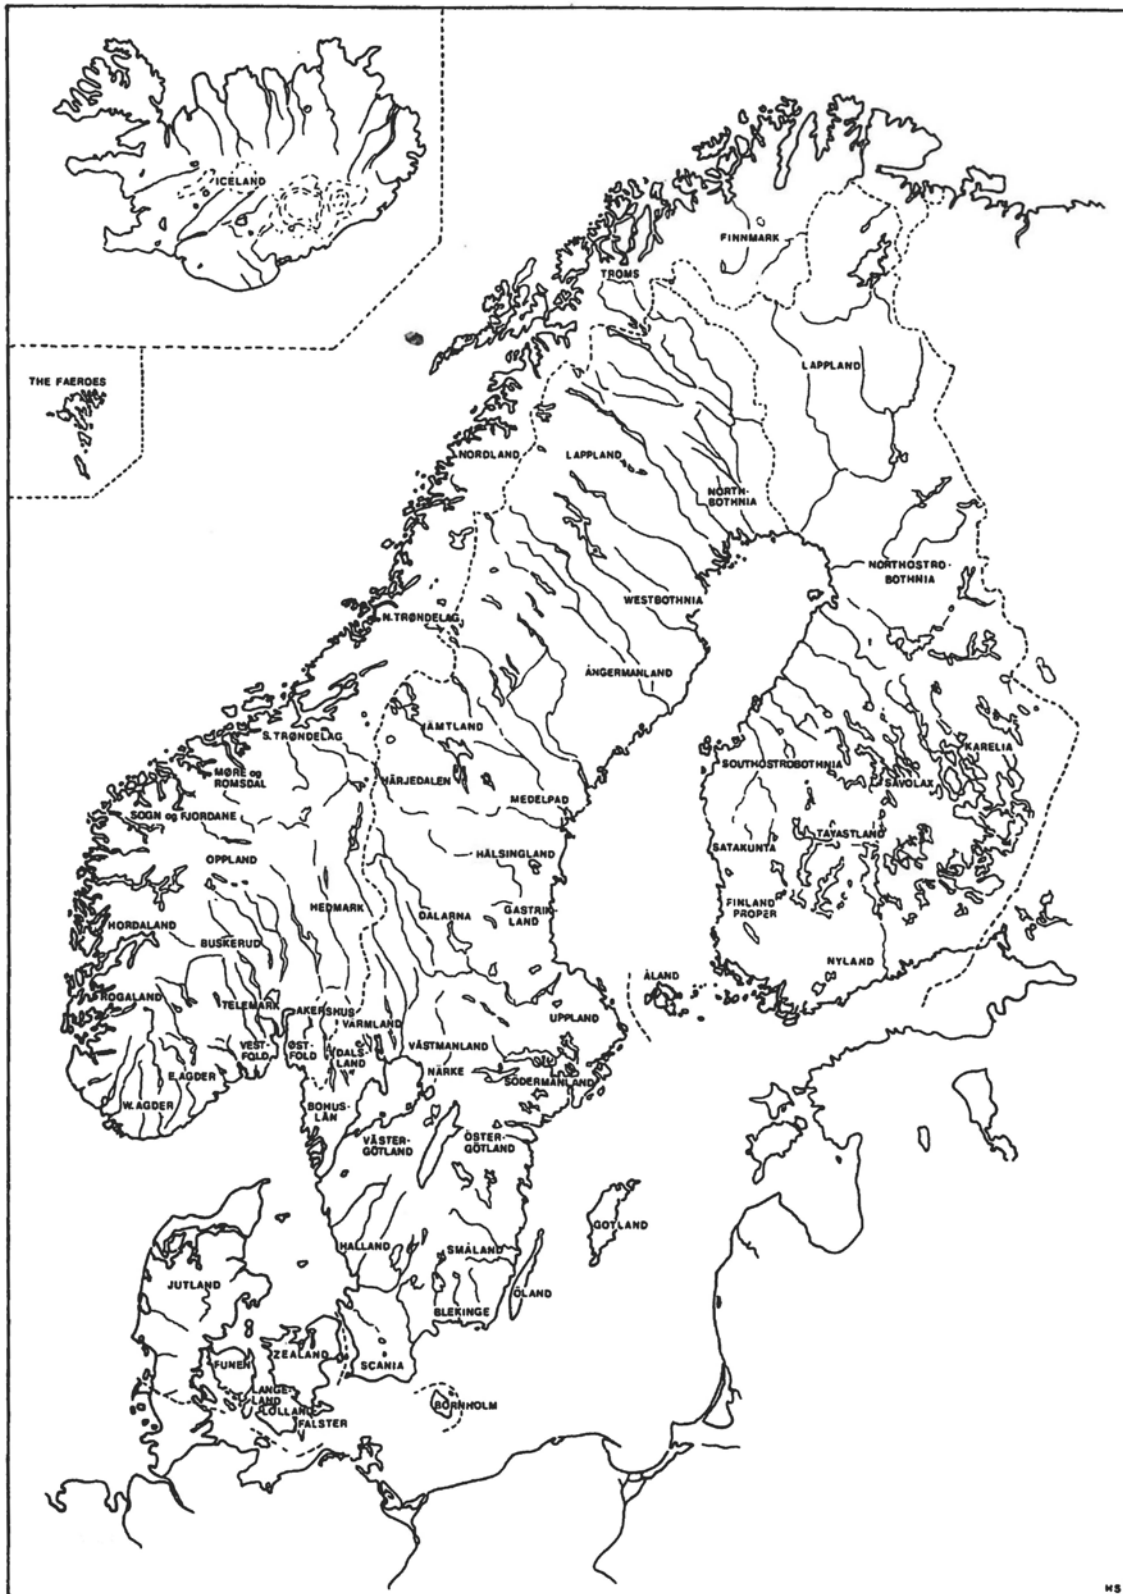 ICELAND
THE FAEROES
FINNMARK
TROMS
LAPPLAND
NORDLAND
LAPPLAND
NORTH-
BOTHNIA
NORTHOSTRO-
BOTHNIA
WESTBOTHNIA
N.TRØNDELAG
ÅNGERMANLAND
JÄMTLAND
S.TRØNDELAG
KARELIA
SOUTHOSTROBOTHNIA
MØRE og
ROMSDAL
HÄRJEDALEN
SAVOLAX
MEDELPAD
SOGN og FJORDANE
TAVASTLAND
SATAKUNTA
HÄLSINGLAND
OPPLAND
HEDMARK
DALARNA
GÄSTRIK-
LAND
FINLAND
PROPER
HORDALAND
BUSKERUD
NYLAND
ÅLAND
ROGALAND
TELEMARK
AKERSHUS
VÄRMLAND
UPPLAND
VEST-
FOLD
ØST-
FOLD
DALS-
LAND
VÄSTMANLAND
NÄRKE
E.AGDER
SÖDERMANLAND
W.AGDER
BOHUS-
LÄN
VÄSTER-
GÖTLAND
ÖSTER-
GÖTLAND
GOTLAND
HALLAND
SMÅLAND
JUTLAND
ÖLAND
BLEKINGE
ZEALAND
FUNEN
SCANIA
LANGE-
LAND
LOLLAND
FALSTER
BORNHOLM
HS